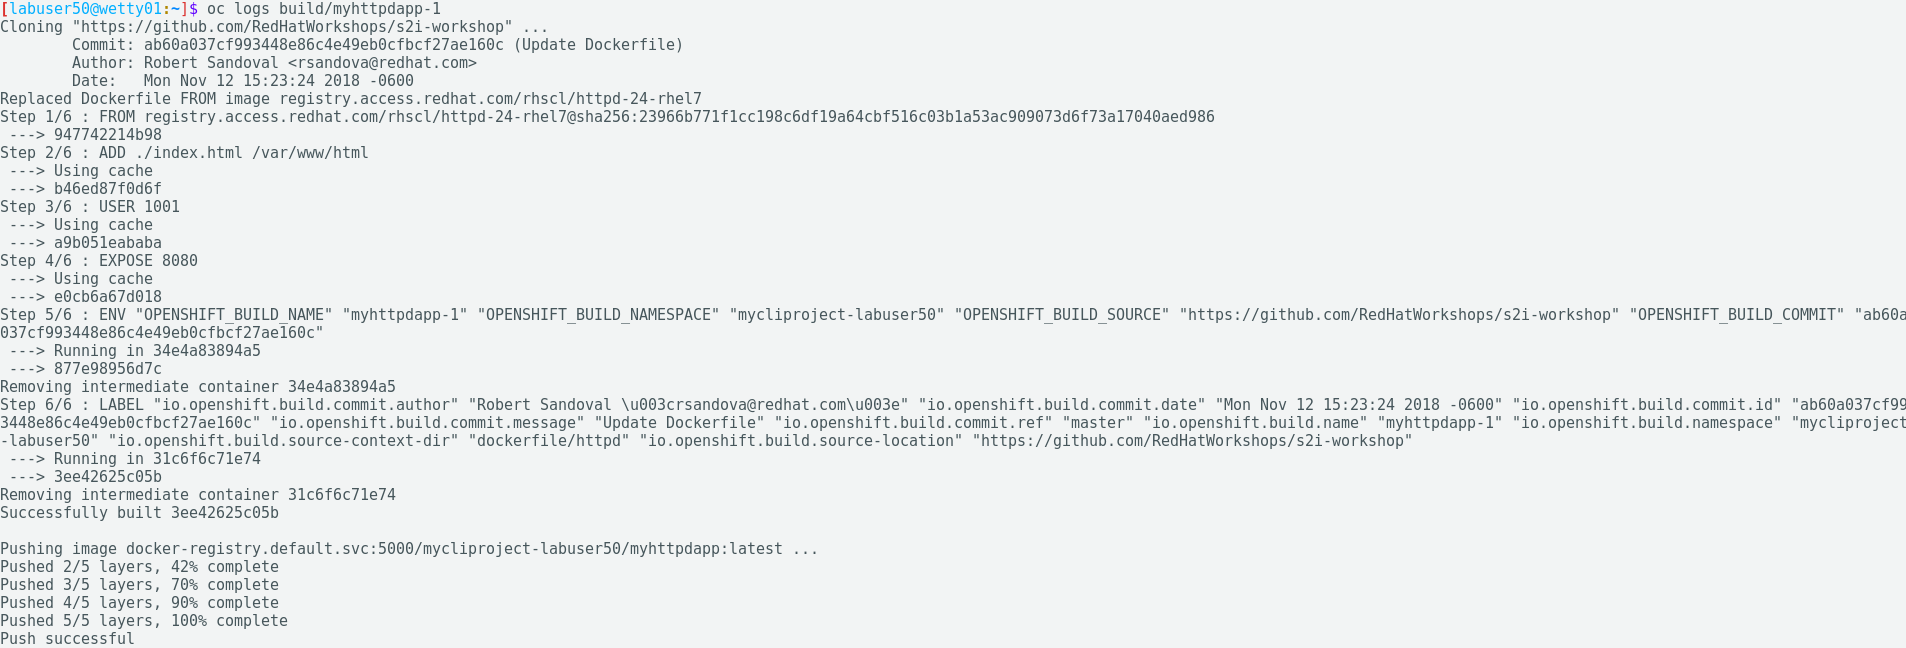 [labuser50@wetty01:~]$ oc logs build/myhttpdapp-1
Cloning "https://github.com/RedHatWorkshops/s2i-workshop" ...
        Commit: ab60a037cf993448e86c4e49eb0cfbcf27ae160c (Update Dockerfile)
        Author: Robert Sandoval <rsandova@redhat.com>
        Date:   Mon Nov 12 15:23:24 2018 -0600
Replaced Dockerfile FROM image registry.access.redhat.com/rhscl/httpd-24-rhel7
Step 1/6 : FROM registry.access.redhat.com/rhscl/httpd-24-rhel7@sha256:23966b771f1cc198c6df19a64cbf516c03b1a53ac909073d6f73a17040aed986
 ---> 947742214b98
Step 2/6 : ADD ./index.html /var/www/html
 ---> Using cache
 ---> b46ed87f0d6f
Step 3/6 : USER 1001
 ---> Using cache
 ---> a9b051eababa
Step 4/6 : EXPOSE 8080
 ---> Using cache
 ---> e0cb6a67d018
Step 5/6 : ENV "OPENSHIFT_BUILD_NAME" "myhttpdapp-1" "OPENSHIFT_BUILD_NAMESPACE" "mycliproject-labuser50" "OPENSHIFT_BUILD_SOURCE" "https://github.com/RedHatWorkshops/s2i-workshop" "OPENSHIFT_BUILD_COMMIT" "ab60a
037cf993448e86c4e49eb0cfbcf27ae160c"
 ---> Running in 34e4a83894a5
 ---> 877e98956d7c
Removing intermediate container 34e4a83894a5
Step 6/6 : LABEL "io.openshift.build.commit.author" "Robert Sandoval \u003crsandova@redhat.com\u003e" "io.openshift.build.commit.date" "Mon Nov 12 15:23:24 2018 -0600" "io.openshift.build.commit.id" "ab60a037cf99
3448e86c4e49eb0cfbcf27ae160c" "io.openshift.build.commit.message" "Update Dockerfile" "io.openshift.build.commit.ref" "master" "io.openshift.build.name" "myhttpdapp-1" "io.openshift.build.namespace" "mycliproject
-labuser50" "io.openshift.build.source-context-dir" "dockerfile/httpd" "io.openshift.build.source-location" "https://github.com/RedHatWorkshops/s2i-workshop"
 ---> Running in 31c6f6c71e74
 ---> 3ee42625c05b
Removing intermediate container 31c6f6c71e74
Successfully built 3ee42625c05b

Pushing image docker-registry.default.svc:5000/mycliproject-labuser50/myhttpdapp:latest ...
Pushed 2/5 layers, 42% complete
Pushed 3/5 layers, 70% complete
Pushed 4/5 layers, 90% complete
Pushed 5/5 layers, 100% complete
Push successful